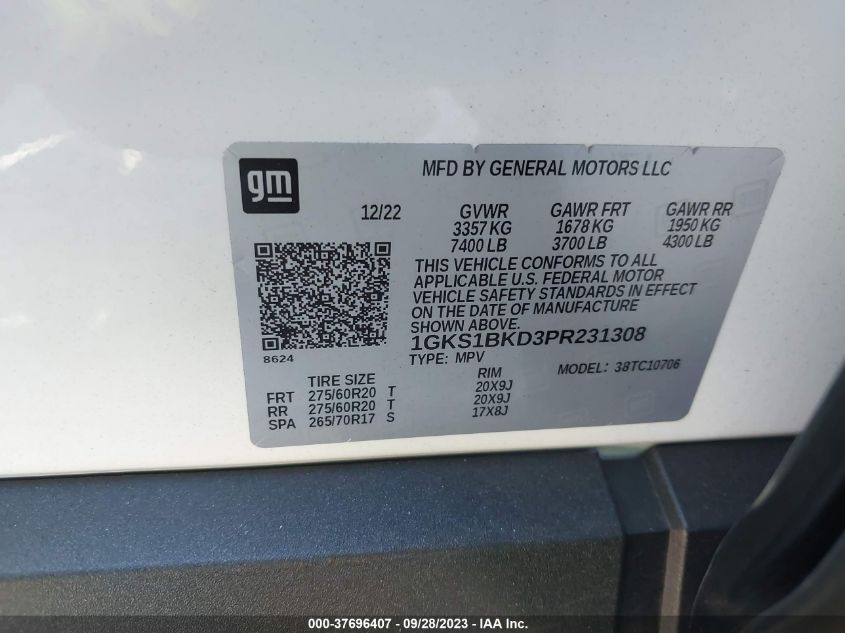 gm
MFD BY GENERAL MOTORS LLC
12/22 GVWR GAWR FRT GAWR RR
3357 KG 1678 KG 1950 KG
7400 LB 3700 LB 4300 LB
THIS VEHICLE CONFORMS TO ALL
APPLICABLE U.S. FEDERAL MOTOR
VEHICLE SAFETY STANDARDS IN EFFECT
ON THE DATE OF MANUFACTURE
SHOWN ABOVE.
1GKS1BKD3PR231308
8624
TYPE: MPV MODEL: 38TC10706
TIRE SIZE RIM
FRT 275/60R20 T 20X9J
RR 275/60R20 T 20X9J
SPA 265/70R17 S 17X8J
000-37696407 - 09/28/2023 - IAA Inc.